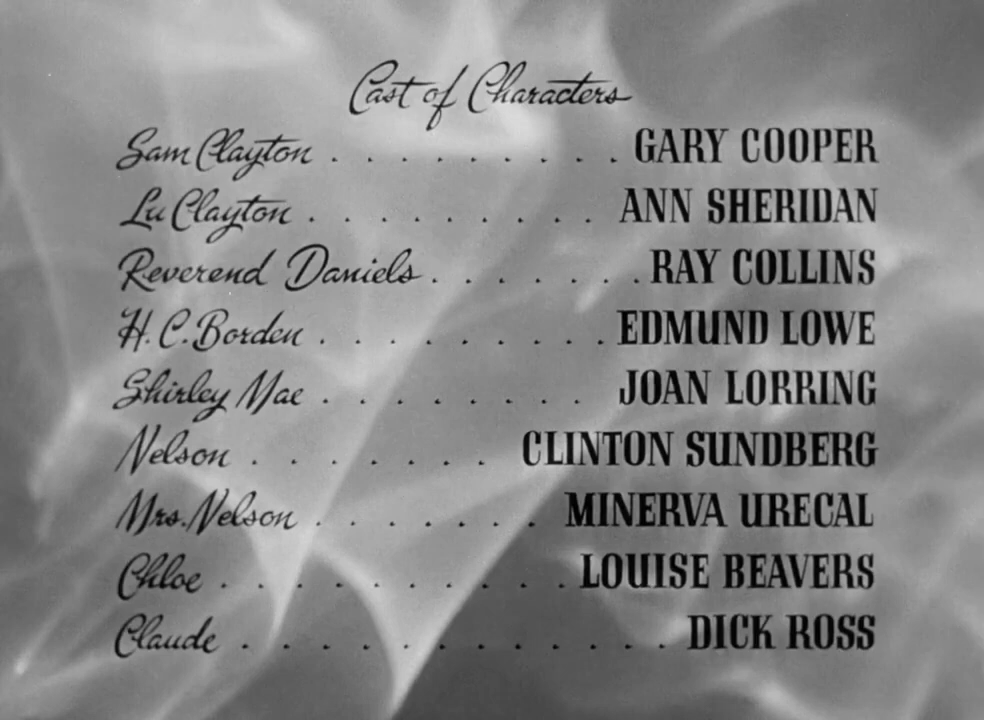 Cast of Characters
Sam Clayton . . . . . . . . . . GARY COOPER
Lu Clayton . . . . . . . . . ANN SHERIDAN
Reverend Daniels . . . . . . . RAY COLLINS
H. C. Borden . . . . . . . . . EDMUND LOWE
Shirley Mae . . . . . . . . JOAN LORRING
Nelson . . . . . . . CLINTON SUNDBERG
Mrs. Nelson . . . . . . . MINERVA URECAL
Chloe . . . . . . . . . . . LOUISE BEAVERS
Claude . . . . . . . . . . . . DICK ROSS